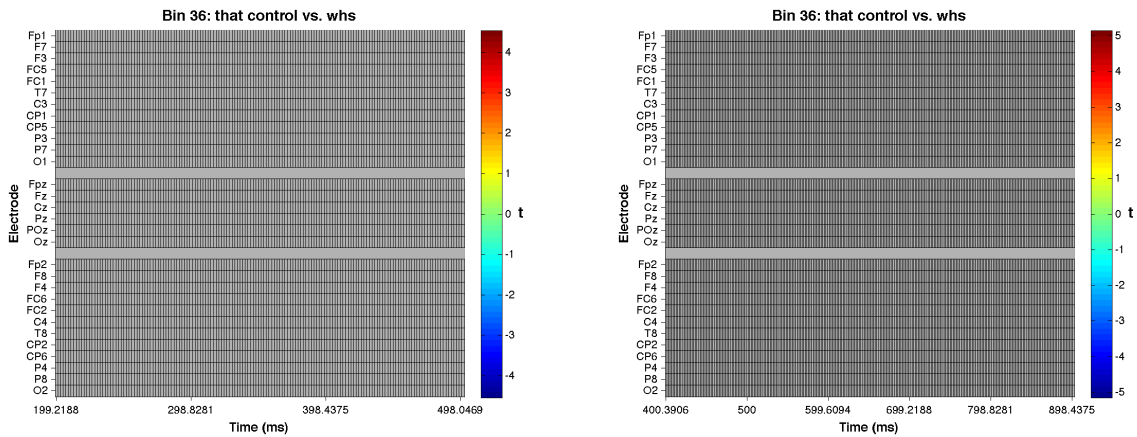 Bin 36: that control vs. whs
Fp1
F7
F3
FC5
FC1
T7
C3
CP1
CP5
P3
P7
O1
Fpz
Fz
Cz
Pz
POz
Oz
Fp2
F8
F4
FC6
FC2
C4
T8
CP2
CP6
P4
P8
O2
Electrode
199.2188 298.8281 398.4375 498.0469
Time (ms)
4
3
2
1
0
-1
-2
-3
-4
t
Bin 36: that control vs. whs
Fp1
F7
F3
FC5
FC1
T7
C3
CP1
CP5
P3
P7
O1
Fpz
Fz
Cz
Pz
POz
Oz
Fp2
F8
F4
FC6
FC2
C4
T8
CP2
CP6
P4
P8
O2
Electrode
400.3906 500 599.6094 699.2188 798.8281 898.4375
Time (ms)
5
4
3
2
1
0
-1
-2
-3
-4
-5
t